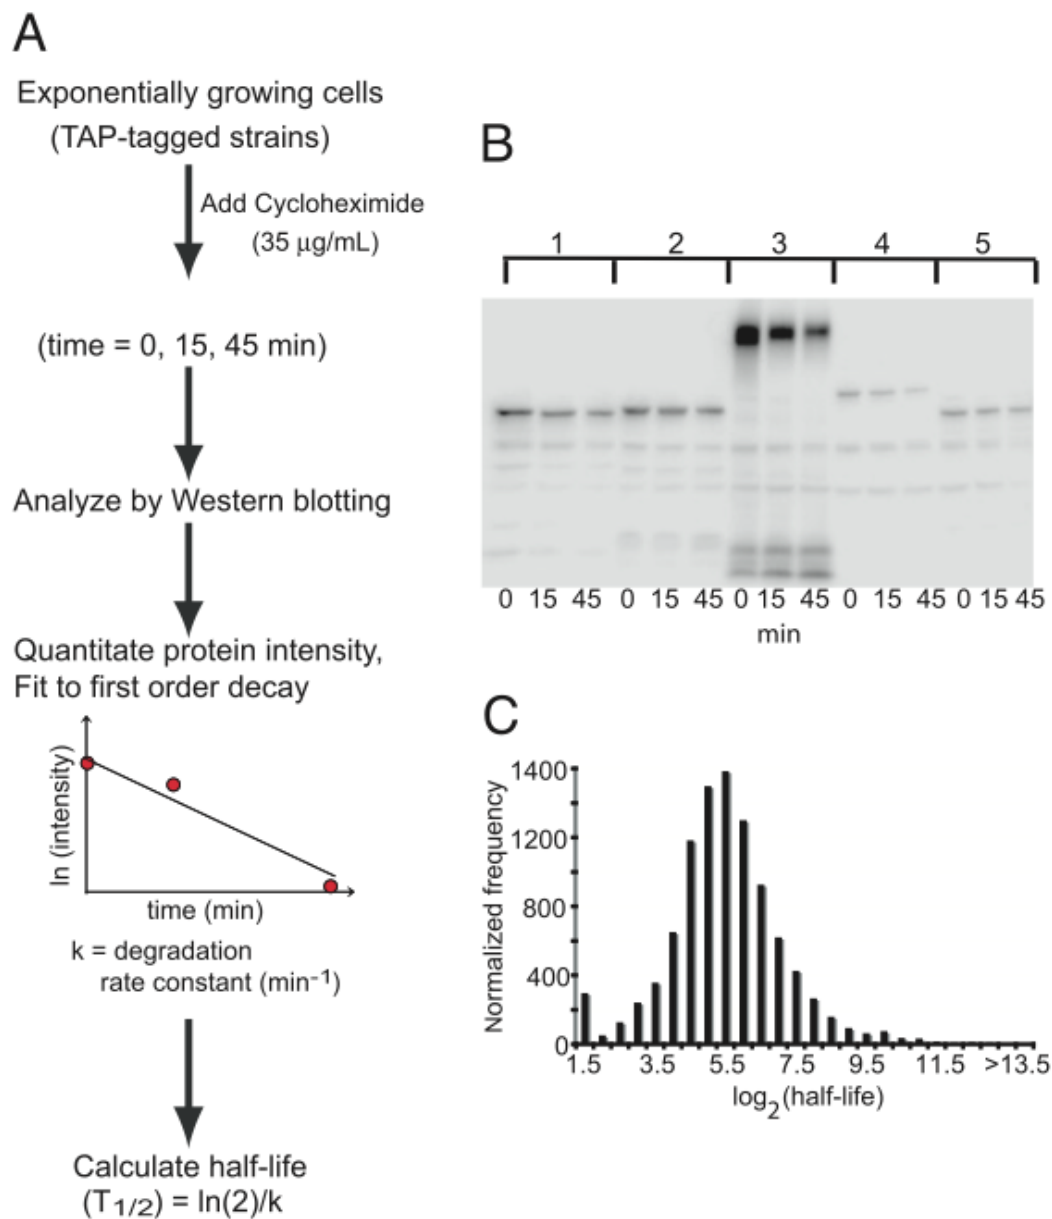 A
Exponentially growing cells
(TAP-tagged strains)
Add Cycloheximide
(35 μg/mL)
(time = 0, 15, 45 min)
Analyze by Western blotting
Quantitate protein intensity,
Fit to first order decay
ln (intensity)
time (min)
k = degradation
rate constant (min⁻¹)
Calculate half-life
(T₁/₂) = ln(2)/k
B
1 2 3 4 5
0 15 45 0 15 45 0 15 45 0 15 45 0 15 45
min
C
Normalized frequency
1400
1200
800
400
0
1.5 3.5 5.5 7.5 9.5 11.5 >13.5
log₂(half-life)